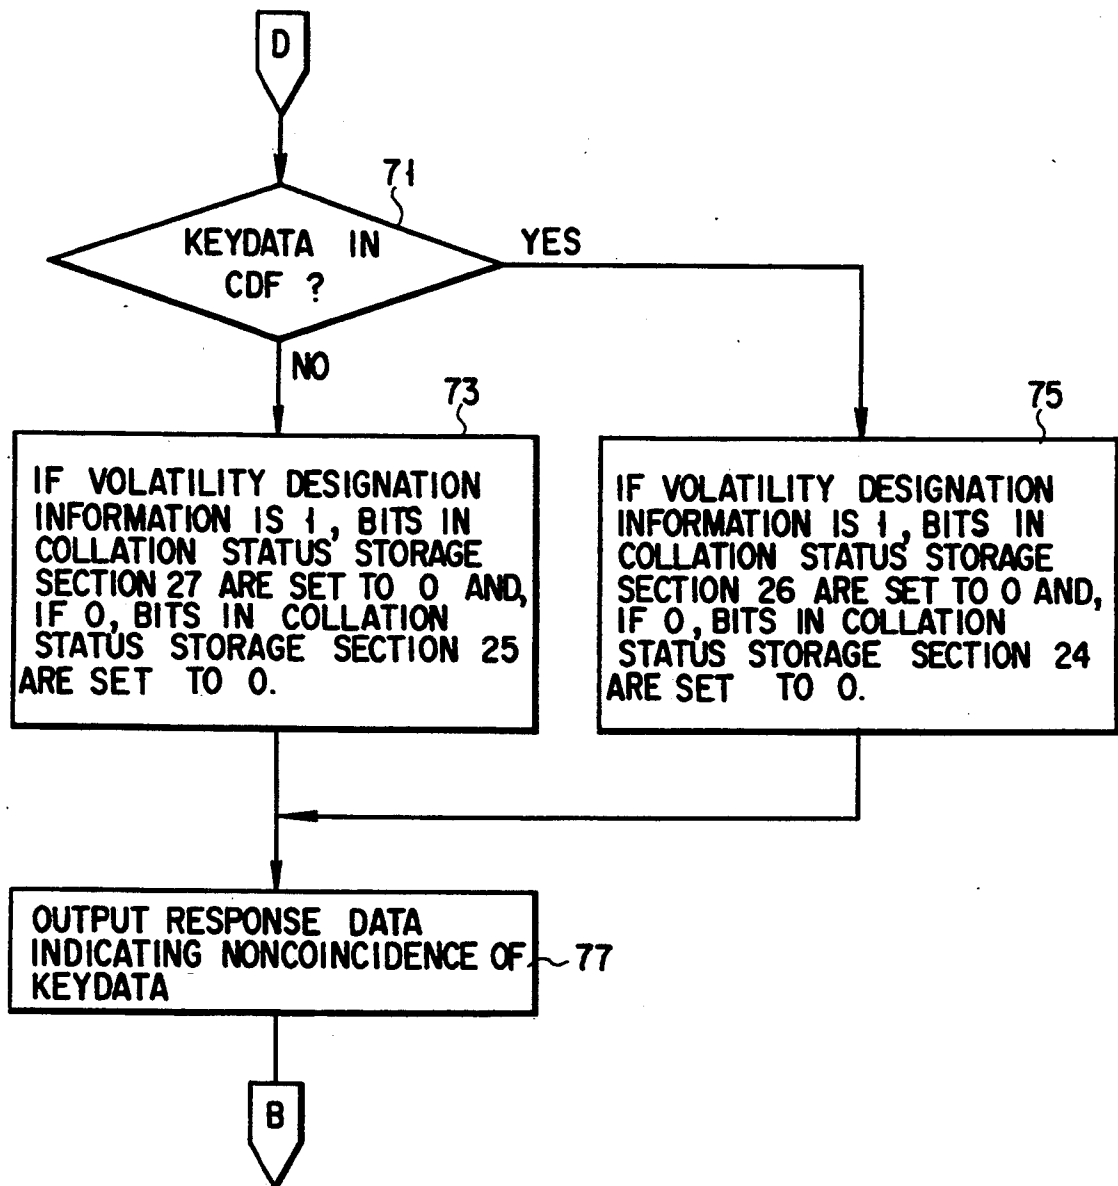 D
71
KEYDATA IN
CDF ?
YES
NO
73
IF VOLATILITY DESIGNATION
INFORMATION IS 1, BITS IN
COLLATION STATUS STORAGE
SECTION 27 ARE SET TO 0 AND,
IF 0, BITS IN COLLATION
STATUS STORAGE SECTION 25
ARE SET TO 0.
75
IF VOLATILITY DESIGNATION
INFORMATION IS 1, BITS IN
COLLATION STATUS STORAGE
SECTION 26 ARE SET TO 0 AND,
IF 0, BITS IN COLLATION
STATUS STORAGE SECTION 24
ARE SET TO 0.
OUTPUT RESPONSE DATA
INDICATING NONCOINCIDENCE OF
KEYDATA
77
B